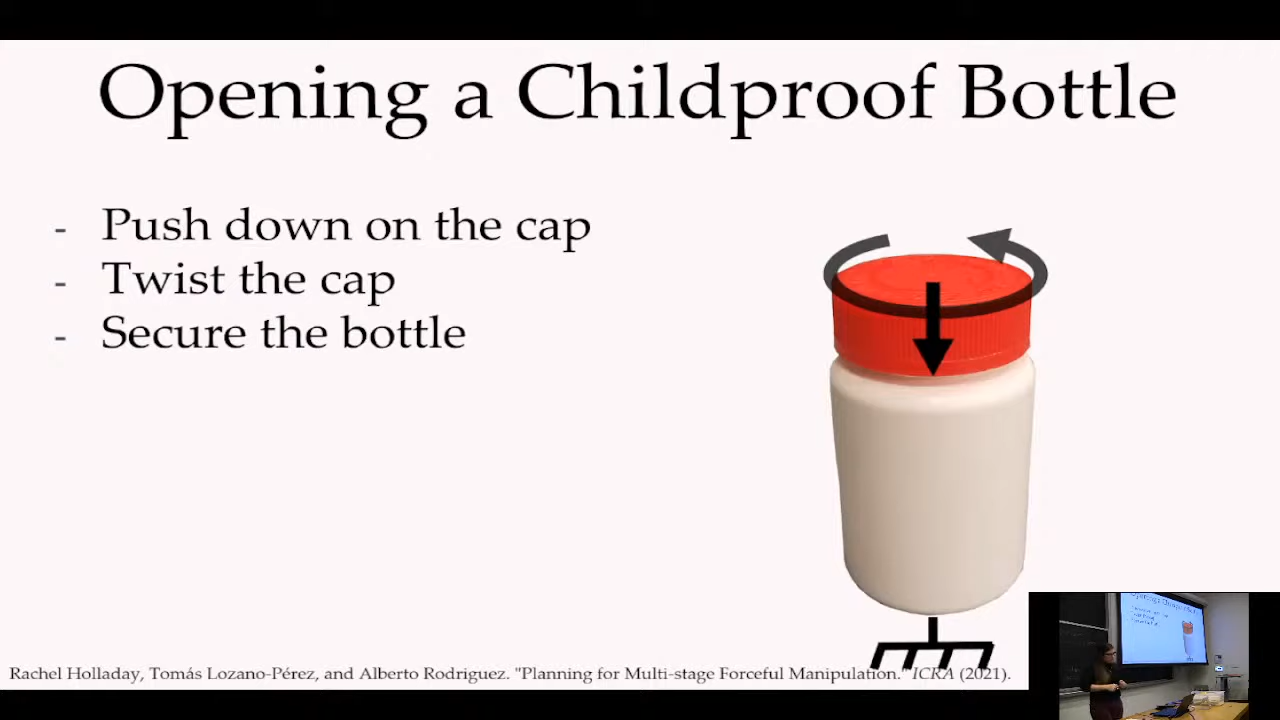 Opening a Childproof Bottle
- Push down on the cap
- Twist the cap
- Secure the bottle
Rachel Holladay, Tomás Lozano-Pérez, and Alberto Rodriguez. "Planning for Multi-stage Forceful Manipulation." ICRA (2021).